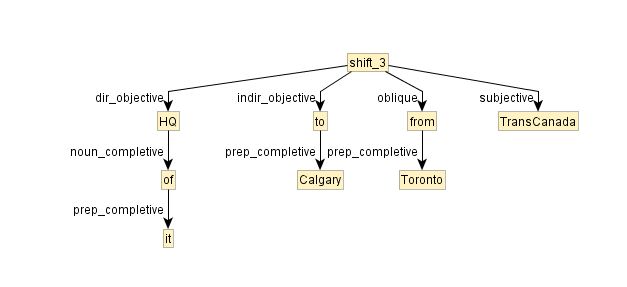 shift_3
dir_objective indir_objective oblique subjective
HQ to from TransCanada
noun_completive prep_completive prep_completive
of Calgary Toronto
prep_completive
it